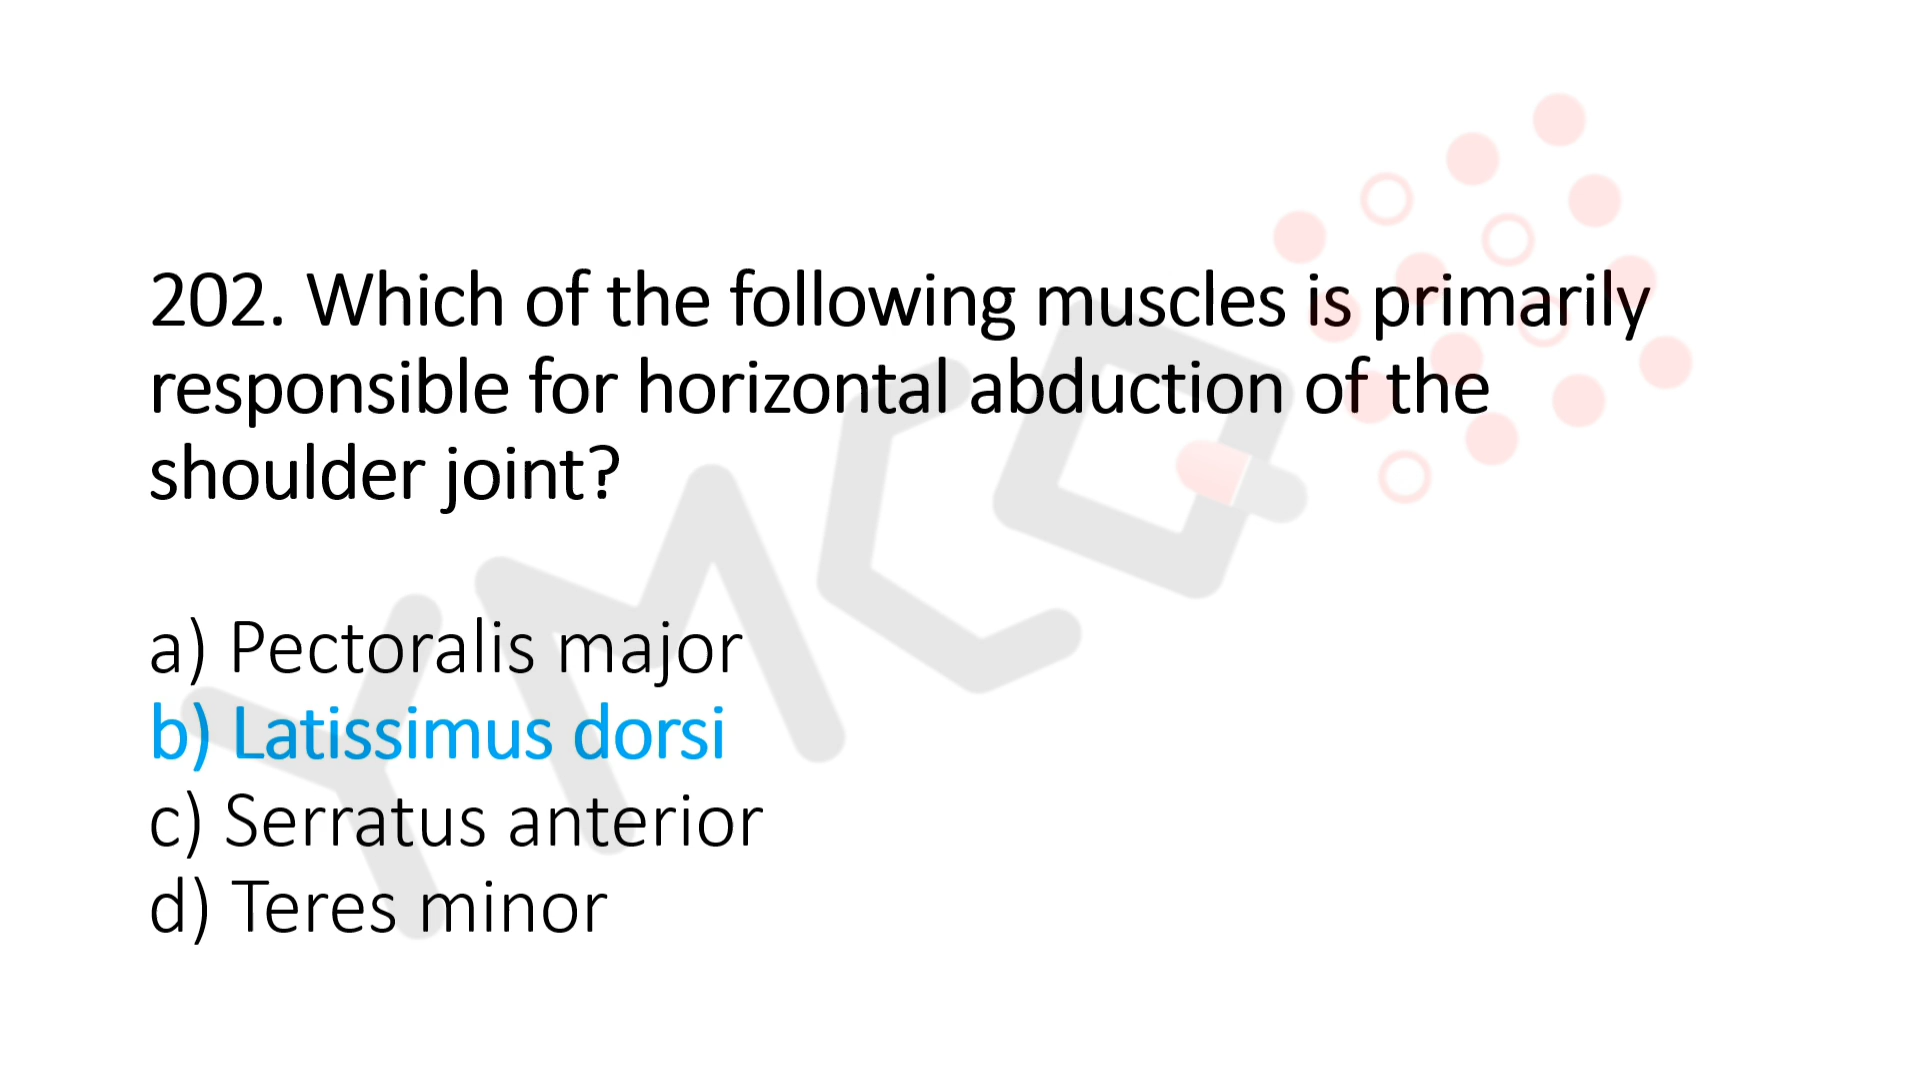 202. Which of the following muscles is primarily
responsible for horizontal abduction of the
shoulder joint?
a) Pectoralis major
b) Latissimus dorsi
c) Serratus anterior
d) Teres minor
YMCQ